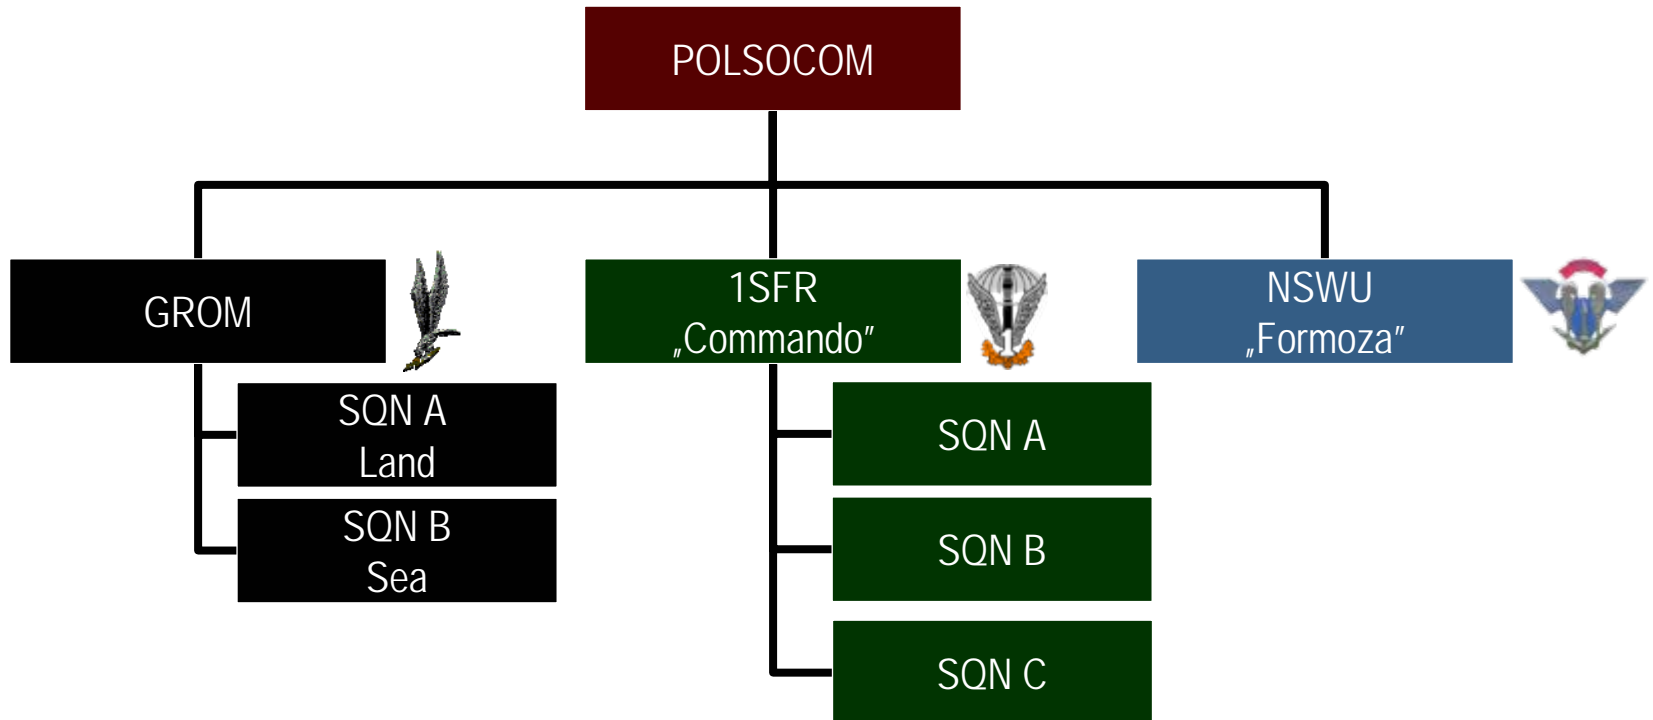 POLSOCOM
GROM
1SFR
„Commando”
NSWU
„Formoza”
SQN A
Land
SQN B
Sea
SQN A
SQN B
SQN C